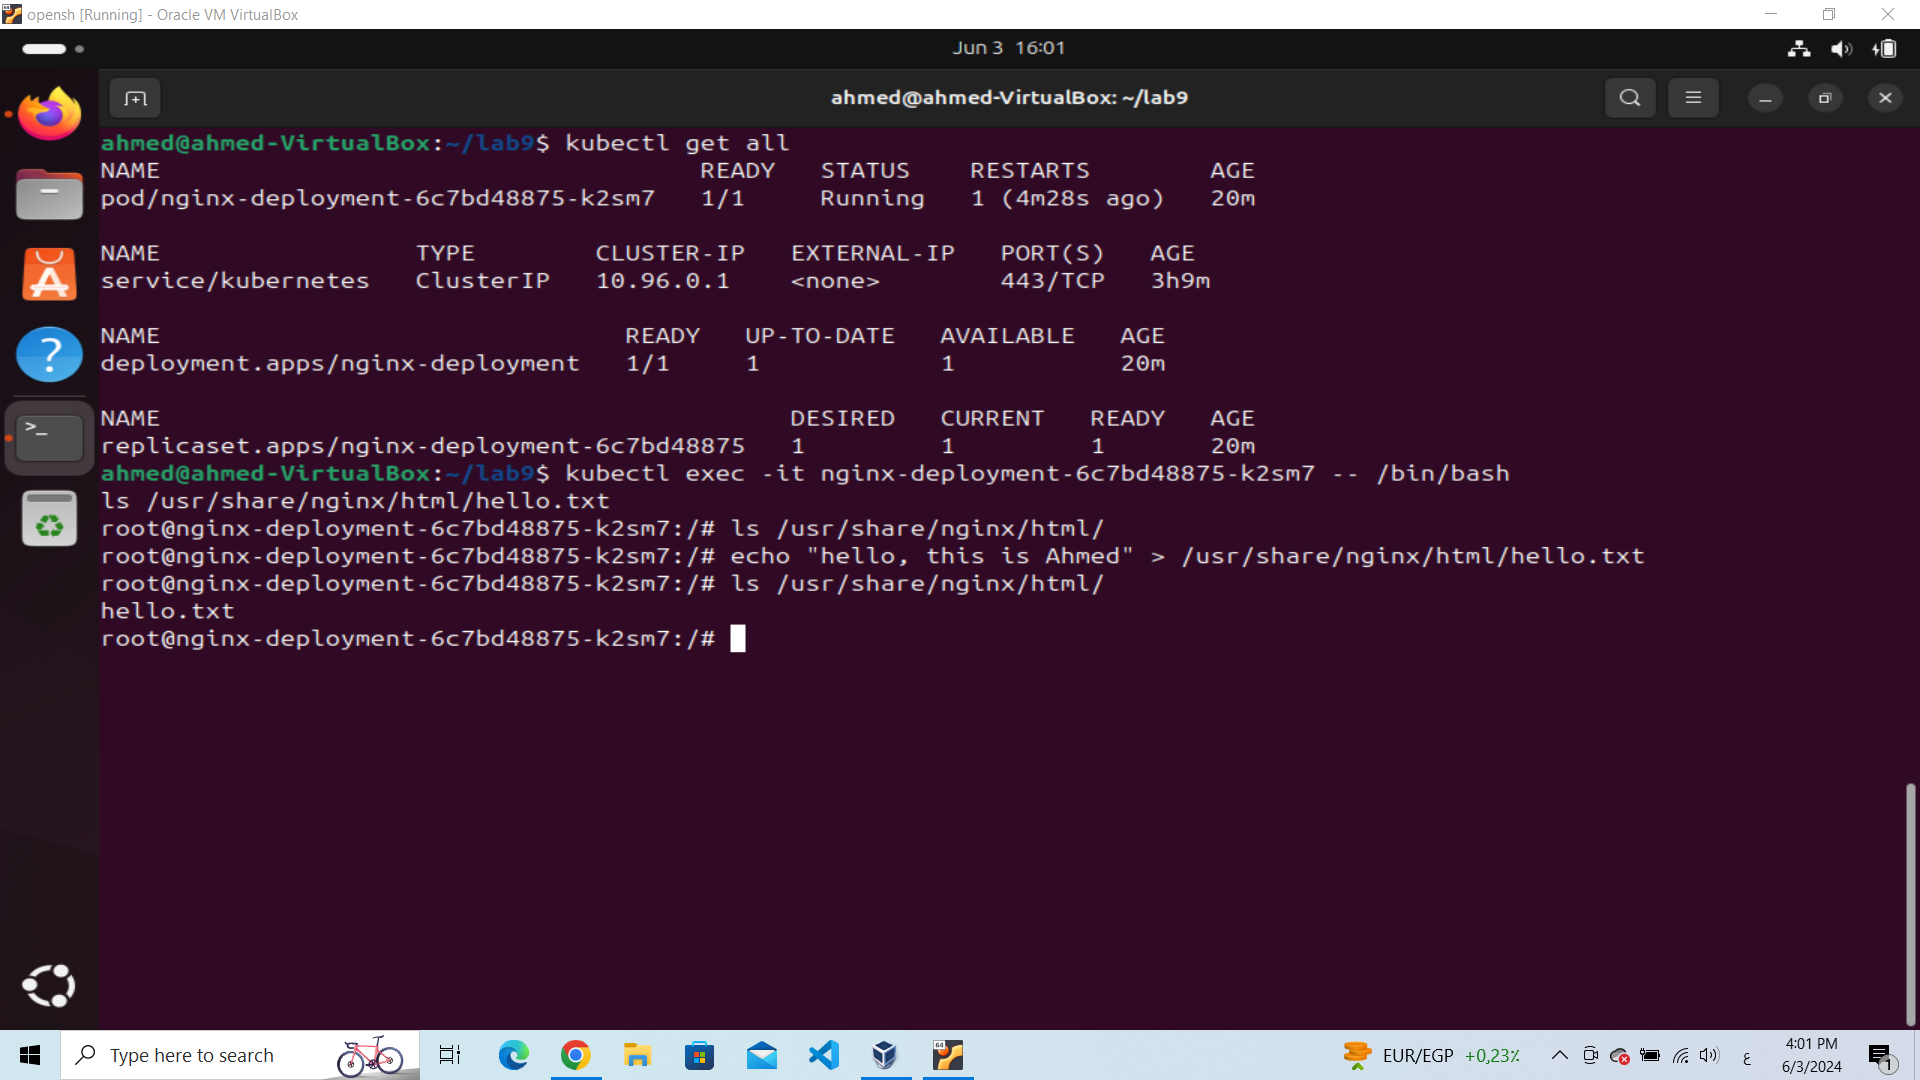 opensh [Running] - Oracle VM VirtualBox
Jun 3 16:01
ahmed@ahmed-VirtualBox: ~/lab9
ahmed@ahmed-VirtualBox:~/lab9$ kubectl get all
NAME READY STATUS RESTARTS AGE
pod/nginx-deployment-6c7bd48875-k2sm7 1/1 Running 1 (4m28s ago) 20m
NAME TYPE CLUSTER-IP EXTERNAL-IP PORT(S) AGE
service/kubernetes ClusterIP 10.96.0.1 <none> 443/TCP 3h9m
NAME READY UP-TO-DATE AVAILABLE AGE
deployment.apps/nginx-deployment 1/1 1 1 20m
NAME DESIRED CURRENT READY AGE
replicaset.apps/nginx-deployment-6c7bd48875 1 1 1 20m
ahmed@ahmed-VirtualBox:~/lab9$ kubectl exec -it nginx-deployment-6c7bd48875-k2sm7 -- /bin/bash
ls /usr/share/nginx/html/hello.txt
root@nginx-deployment-6c7bd48875-k2sm7:/# ls /usr/share/nginx/html/
root@nginx-deployment-6c7bd48875-k2sm7:/# echo "hello, this is Ahmed" > /usr/share/nginx/html/hello.txt
root@nginx-deployment-6c7bd48875-k2sm7:/# ls /usr/share/nginx/html/
hello.txt
root@nginx-deployment-6c7bd48875-k2sm7:/#
Type here to search
EUR/EGP +0,23%
ع
4:01 PM
6/3/2024
1